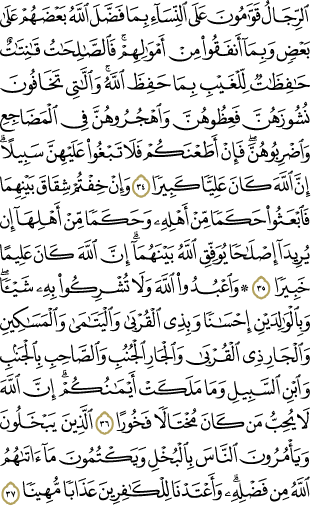 ٱلرِّجَالُ قَوَّٰمُونَ عَلَى ٱلنِّسَآءِ بِمَا فَضَّلَ ٱللَّهُ بَعۡضَهُمۡ عَلَىٰ
بَعۡضٖ وَبِمَآ أَنفَقُواْ مِنۡ أَمۡوَٰلِهِمۡۚ فَٱلصَّٰلِحَٰتُ قَٰنِتَٰتٌ
حَٰفِظَٰتٞ لِّلۡغَيۡبِ بِمَا حَفِظَ ٱللَّهُۚ وَٱلَّٰتِي تَخَافُونَ
نُشُوزَهُنَّ فَعِظُوهُنَّ وَٱهۡجُرُوهُنَّ فِي ٱلۡمَضَاجِعِ
وَٱضۡرِبُوهُنَّۖ فَإِنۡ أَطَعۡنَكُمۡ فَلَا تَبۡغُواْ عَلَيۡهِنَّ سَبِيلًاۗ
إِنَّ ٱللَّهَ كَانَ عَلِيّٗا كَبِيرٗا ٣٤ وَإِنۡ خِفۡتُمۡ شِقَاقَ بَيۡنِهِمَا
فَٱبۡعَثُواْ حَكَمٗا مِّنۡ أَهۡلِهِۦ وَحَكَمٗا مِّنۡ أَهۡلِهَآ إِن
يُرِيدَآ إِصۡلَٰحٗا يُوَفِّقِ ٱللَّهُ بَيۡنَهُمَآۗ إِنَّ ٱللَّهَ كَانَ عَلِيمًا
خَبِيرٗا ٣٥ ۞ وَٱعۡبُدُواْ ٱللَّهَ وَلَا تُشۡرِكُواْ بِهِۦ شَيۡـٔٗاۖ
وَبِٱلۡوَٰلِدَيۡنِ إِحۡسَٰنٗا وَبِذِي ٱلۡقُرۡبَىٰ وَٱلۡيَتَٰمَىٰ وَٱلۡمَسَٰكِينِ
وَٱلۡجَارِ ذِي ٱلۡقُرۡبَىٰ وَٱلۡجَارِ ٱلۡجُنُبِ وَٱلصَّاحِبِ بِٱلۡجَنۢبِ
وَٱبۡنِ ٱلسَّبِيلِ وَمَا مَلَكَتۡ أَيۡمَٰنُكُمۡۗ إِنَّ ٱللَّهَ
لَا يُحِبُّ مَن كَانَ مُخۡتَالٗا فَخُورًا ٣٦ ٱلَّذِينَ يَبۡخَلُونَ
وَيَأۡمُرُونَ ٱلنَّاسَ بِٱلۡبُخۡلِ وَيَكۡتُمُونَ مَآ ءَاتَىٰهُمُ
ٱللَّهُ مِن فَضۡلِهِۦۗ وَأَعۡتَدۡنَا لِلۡكَٰفِرِينَ عَذَابٗا مُّهِينٗا ٣٧